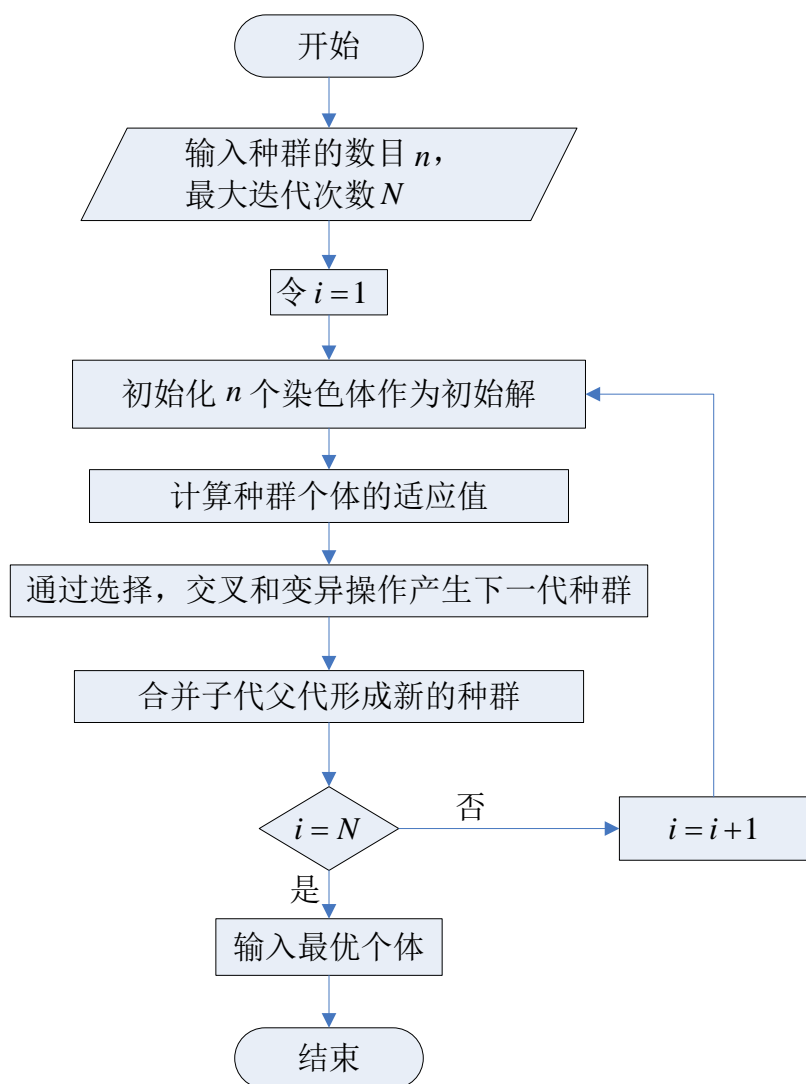 开始
输入种群的数目 n，
最大迭代次数 N
令 i = 1
初始化 n 个染色体作为初始解
计算种群个体的适应值
通过选择，交叉和变异操作产生下一代种群
合并子代父代形成新的种群
i = N
否
i = i + 1
是
输入最优个体
结束